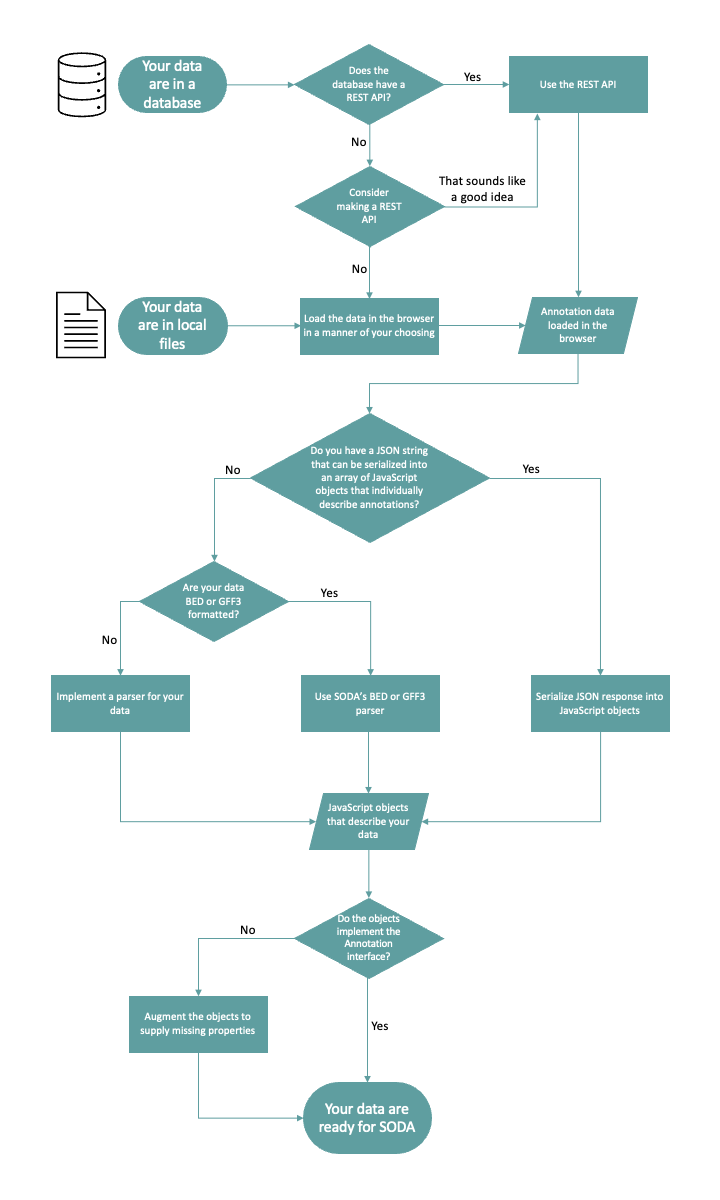 Your data
are in a
database
Does the
database have a
REST API?
Yes
Use the REST API
No
Consider
making a REST
API
That sounds like
a good idea
No
Your data
are in local
files
Load the data in the browser
in a manner of your choosing
Annotation data
loaded in the
browser
Do you have a JSON string
that can be serialized into
an array of JavaScript
objects that individually
describe annotations?
No
Yes
Are your data
BED or GFF3
formatted?
Yes
No
Implement a parser for your
data
Use SODA's BED or GFF3
parser
Serialize JSON response into
JavaScript objects
JavaScript objects
that describe your
data
Do the objects
implement the
Annotation
interface?
No
Augment the objects to
supply missing properties
Yes
Your data are
ready for SODA